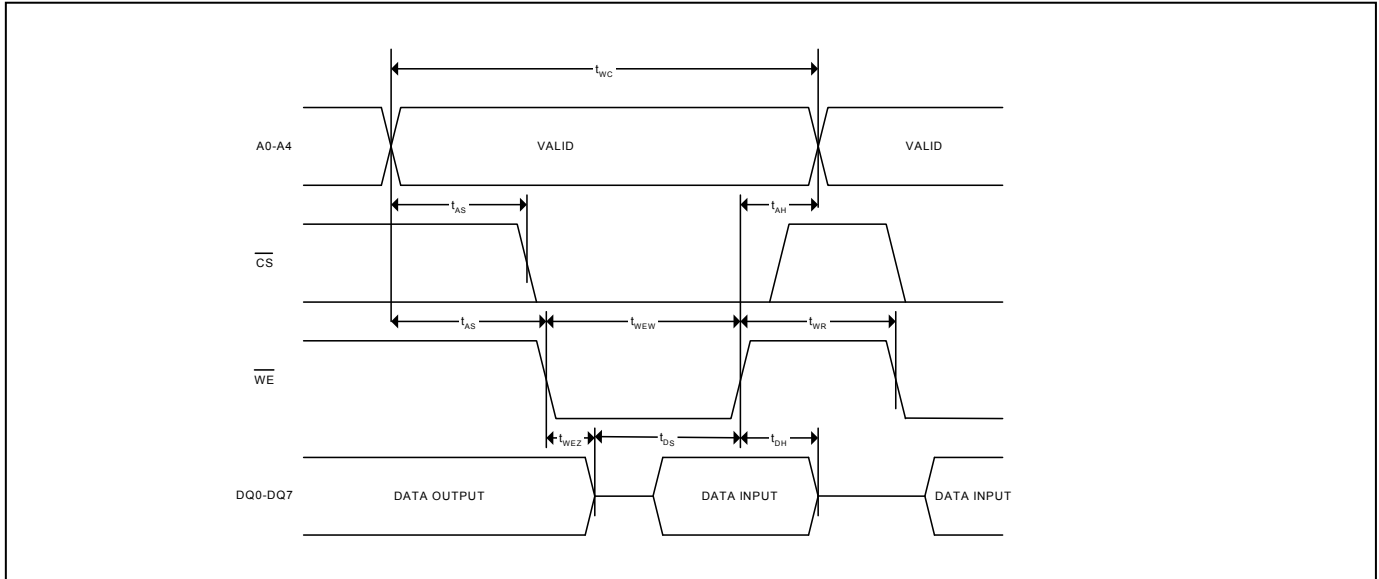 tWC
A0-A4 VALID VALID
tAS tAH
CS
tAS tWEW tWR
WE
tWEZ tDS tDH
DQ0-DQ7 DATA OUTPUT DATA INPUT DATA INPUT